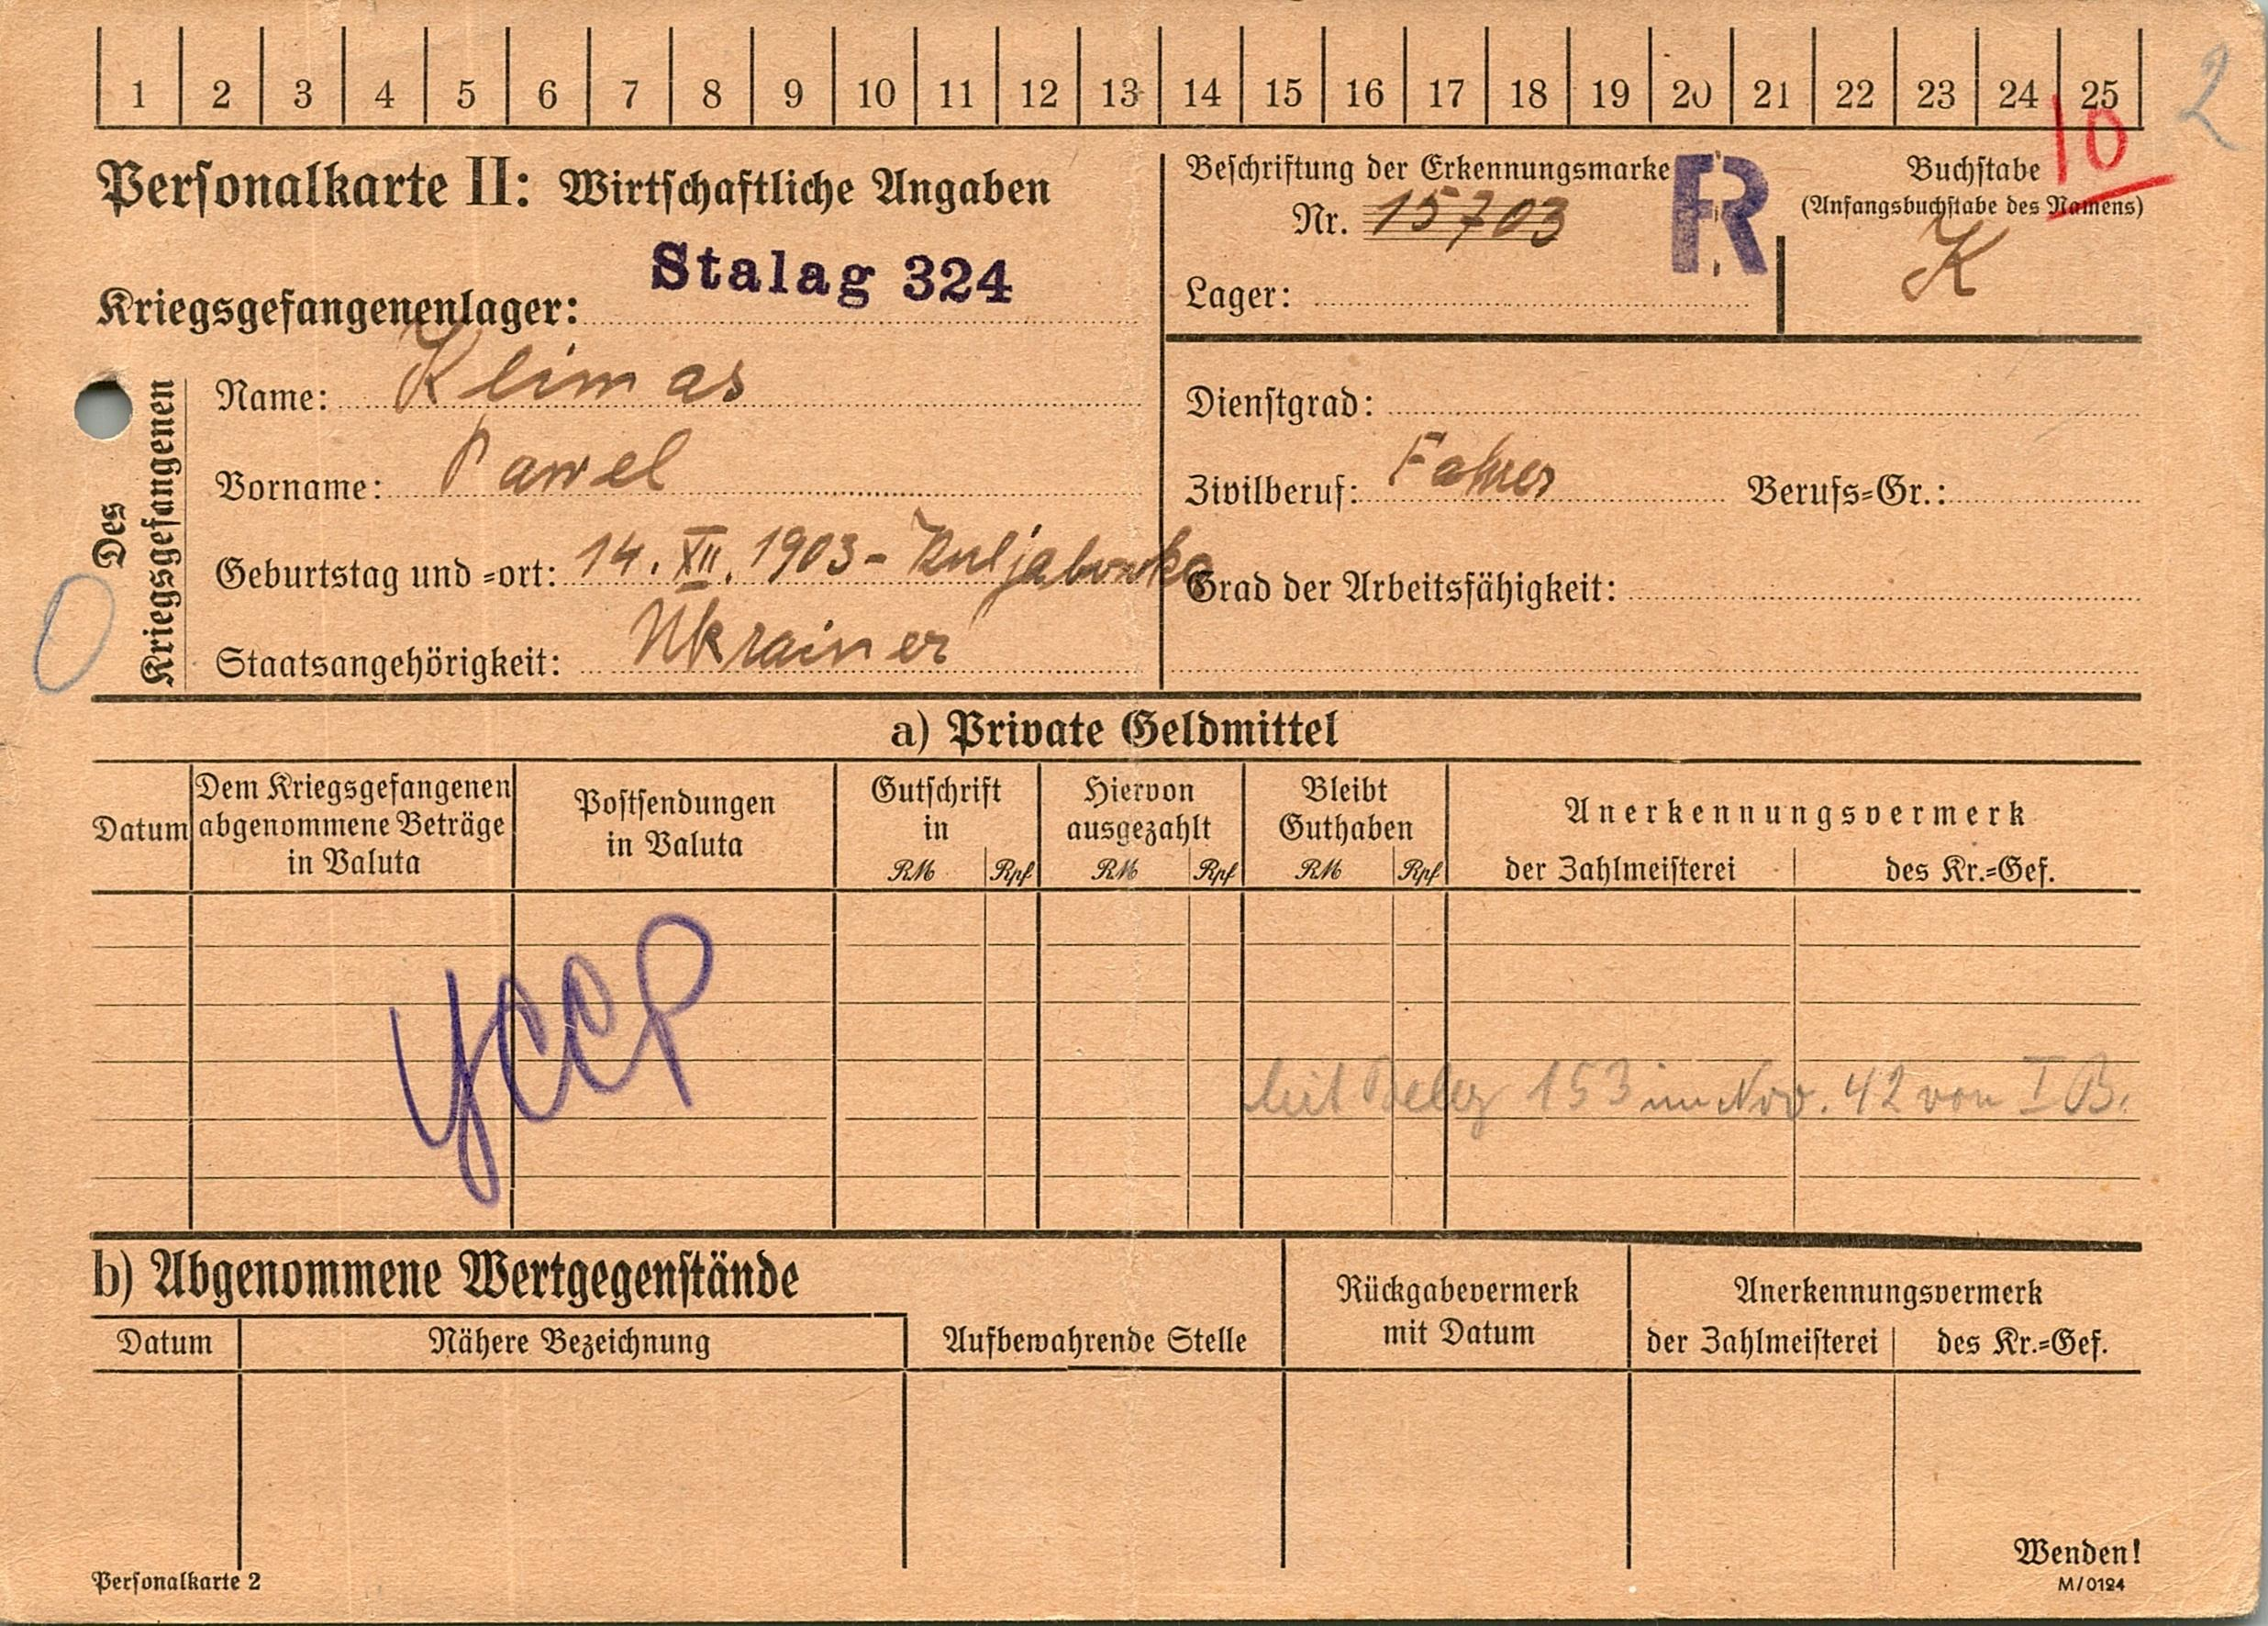 1 2 3 4 5 6 7 8 9 10 11 12 13 14 15 16 17 18 19 20 21 22 23 24 25
2
10
Personalkarte II: Wirtschaftliche Angaben
Beschriftung der Erkennungsmarke
Nr. 15703
R
Lager:
Buchstabe
(Anfangsbuchstabe des Namens)
K
Stalag 324
Kriegsgefangenenlager:
Des Kriegsgefangenen
Name: Klimas
Vorname: Pawel
Geburtstag und -ort: 14. XII. 1903 -
Staatsangehörigkeit: Ukrainer
Dienstgrad:
Zivilberuf: Fahrer Berufs-Gr.:
Grad der Arbeitsfähigkeit:
0
a) Private Geldmittel
Datum
Dem Kriegsgefangenen
abgenommene Beträge
in Valuta
Postsendungen
in Valuta
Gutschrift
in
RM Rpf
Hiervon
ausgezahlt
RM Rpf
Bleibt
Guthaben
RM Rpf
Anerkennungsvermerk
der Zahlmeisterei des Kr.-Gef.
УССР
Mit Beleg 153 im Nov. 42 von I B.
b) Abgenommene Wertgegenstände
Datum Nähere Bezeichnung
Aufbewahrende Stelle
Rückgabevermerk
mit Datum
Anerkennungsvermerk
der Zahlmeisterei des Kr.-Gef.
Wenden!
Personalkarte 2
M/0124